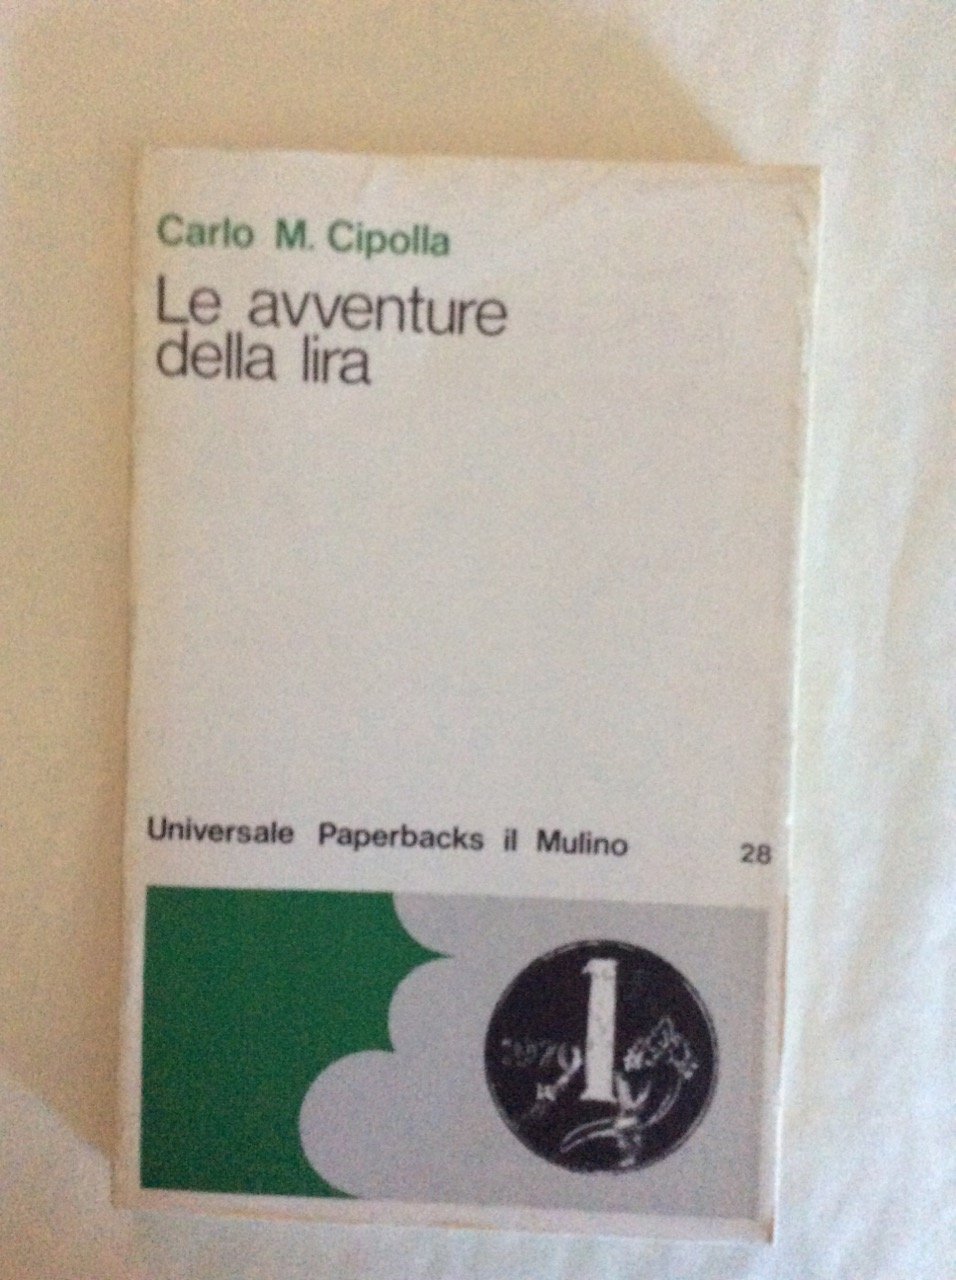 Carlo M. Cipolla
Le avventure
della lira
Universale Paperbacks il Mulino 28
1